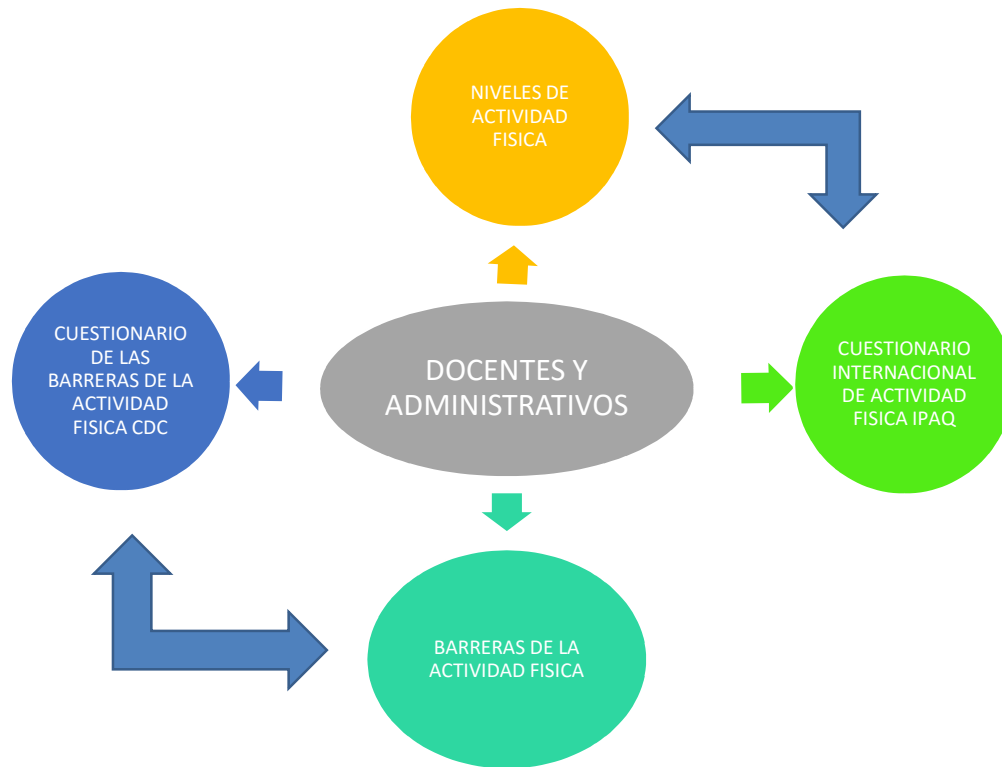 NIVELES DE
ACTIVIDAD
FISICA
CUESTIONARIO
DE LAS
BARRERAS DE LA
ACTIVIDAD
FISICA CDC
DOCENTES Y
ADMINISTRATIVOS
CUESTIONARIO
INTERNACIONAL
DE ACTIVIDAD
FISICA IPAQ
BARRERAS DE LA
ACTIVIDAD FISICA